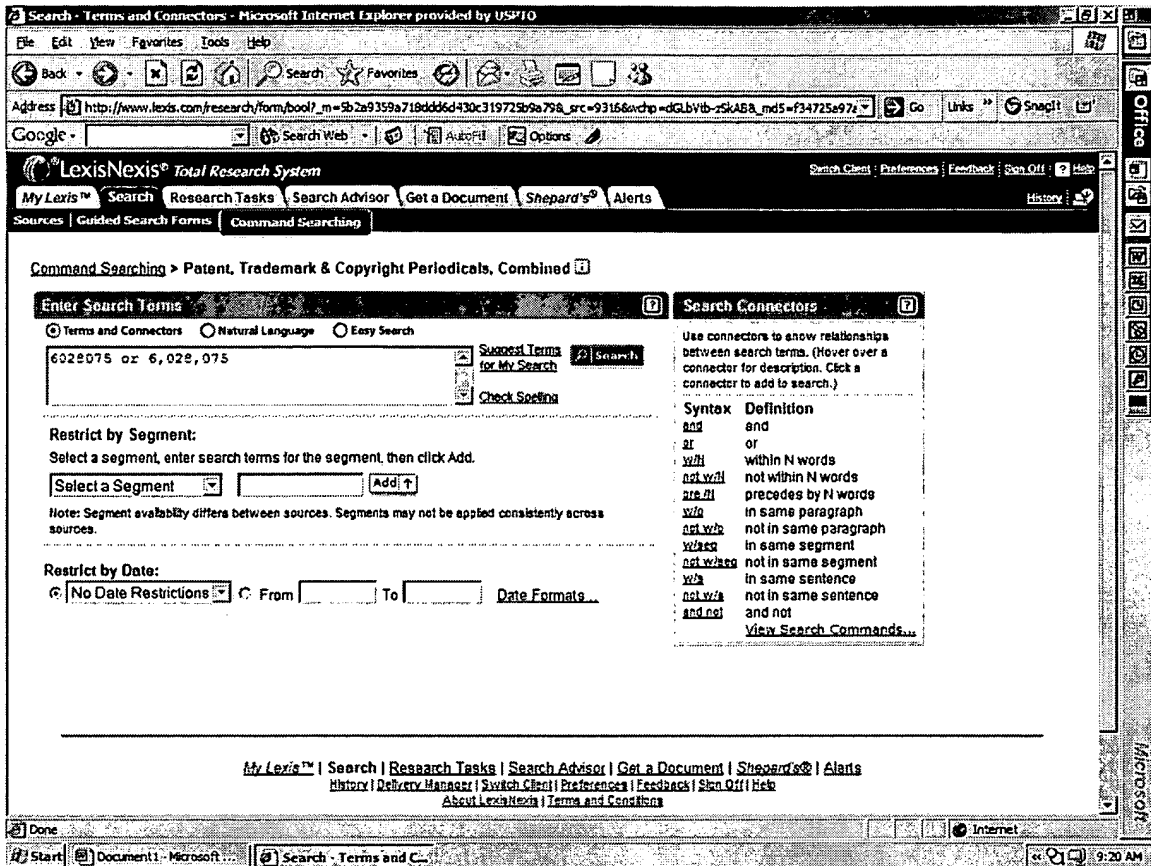 Search - Terms and Connectors - Microsoft Internet Explorer provided by USPTO
File Edit View Favorites Tools Help
Back Search Favorites
Address http://www.lexis.com/research/form/bool?_m=5b2a9359a718ddd6d430c319725b9a79&_src=9316&wchp=dGLbVtb-zSkAB&_md5=f34725a97a Go Links » SnagIt
Google - Search Web AutoFill Options
LexisNexis® Total Research System Switch Client | Preferences | Feedback | Sign Off | ? Help
My Lexis™ Search Research Tasks Search Advisor Get a Document Shepard's® Alerts History
Sources | Guided Search Forms | Command Searching
Command Searching > Patent, Trademark & Copyright Periodicals, Combined i
Enter Search Terms ?
Terms and Connectors Natural Language Easy Search
6028075 or 6,028,075
Suggest Terms for My Search
Search
Check Spelling
Restrict by Segment:
Select a segment, enter search terms for the segment, then click Add.
Select a Segment Add ↑
Note: Segment availability differs between sources. Segments may not be applied consistently across
sources.
Restrict by Date:
No Date Restrictions From To Date Formats...
Search Connectors ?
Use connectors to show relationships
between search terms. (Hover over a
connector for description. Click a
connector to add to search.)
Syntax Definition
and and
or or
w/N within N words
not w/N not within N words
pre /N precedes by N words
w/p in same paragraph
not w/p not in same paragraph
w/seg in same segment
not w/seg not in same segment
w/s in same sentence
not w/s not in same sentence
and not and not
View Search Commands...
My Lexis™ | Search | Research Tasks | Search Advisor | Get a Document | Shepard's® | Alerts
History | Delivery Manager | Switch Client | Preferences | Feedback | Sign Off | Help
About LexisNexis | Terms and Conditions
Done Internet
Start Document1 - Microsoft ... Search - Terms and C... « 9:20 AM
Office
Microsoft